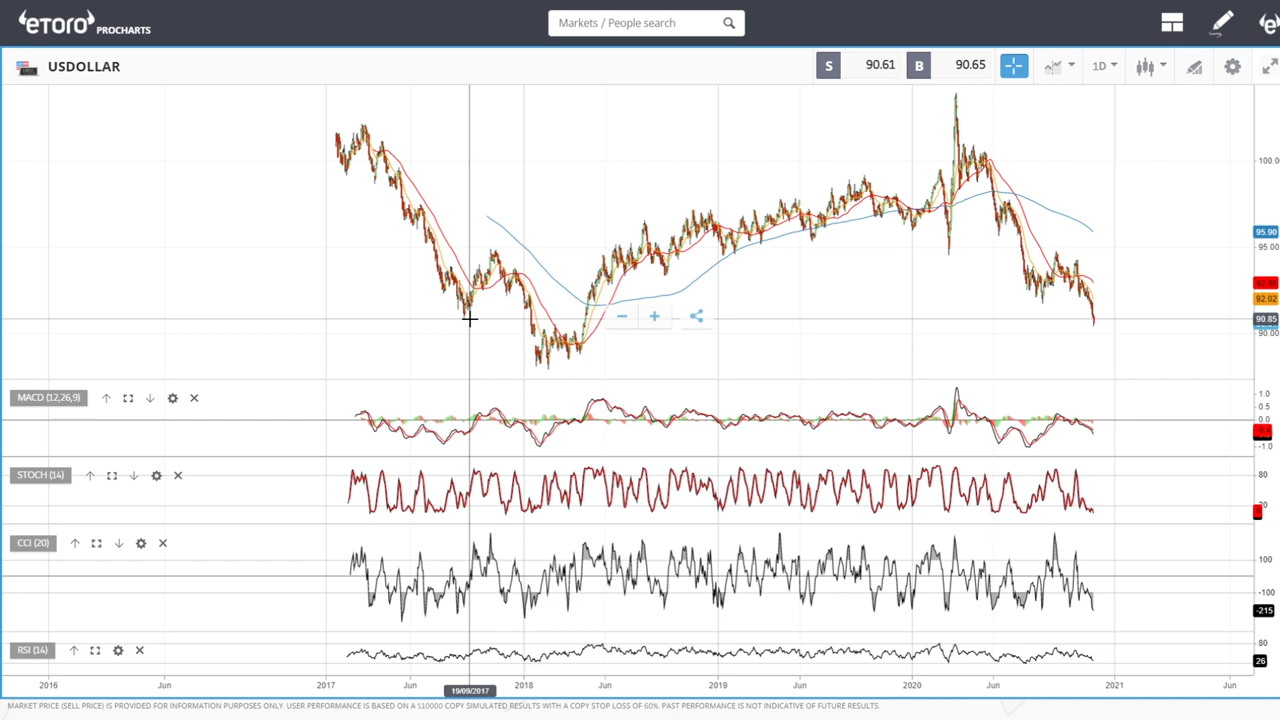 etoro PROCHARTS
Markets / People search
USDOLLAR
S 90.61 B 90.65
1D
100.0
95.90
95.00
92.02
90.85
90.00
MACD (12,26,9)
1.0
0.5
0.0
-1.0
STOCH (14)
80
CCI (20)
100
-100
-215
RSI (14)
80
26
2016 Jun 2017 Jun 2018 Jun 2019 Jun 2020 Jun 2021 Jun
19/09/2017
MARKET PRICE (SELL PRICE) IS PROVIDED FOR INFORMATION PURPOSES ONLY. USER PERFORMANCE IS BASED ON A $10000 COPY SIMULATED RESULTS WITH A COPY STOP LOSS OF 60%. PAST PERFORMANCE IS NOT INDICATIVE OF FUTURE RESULTS.